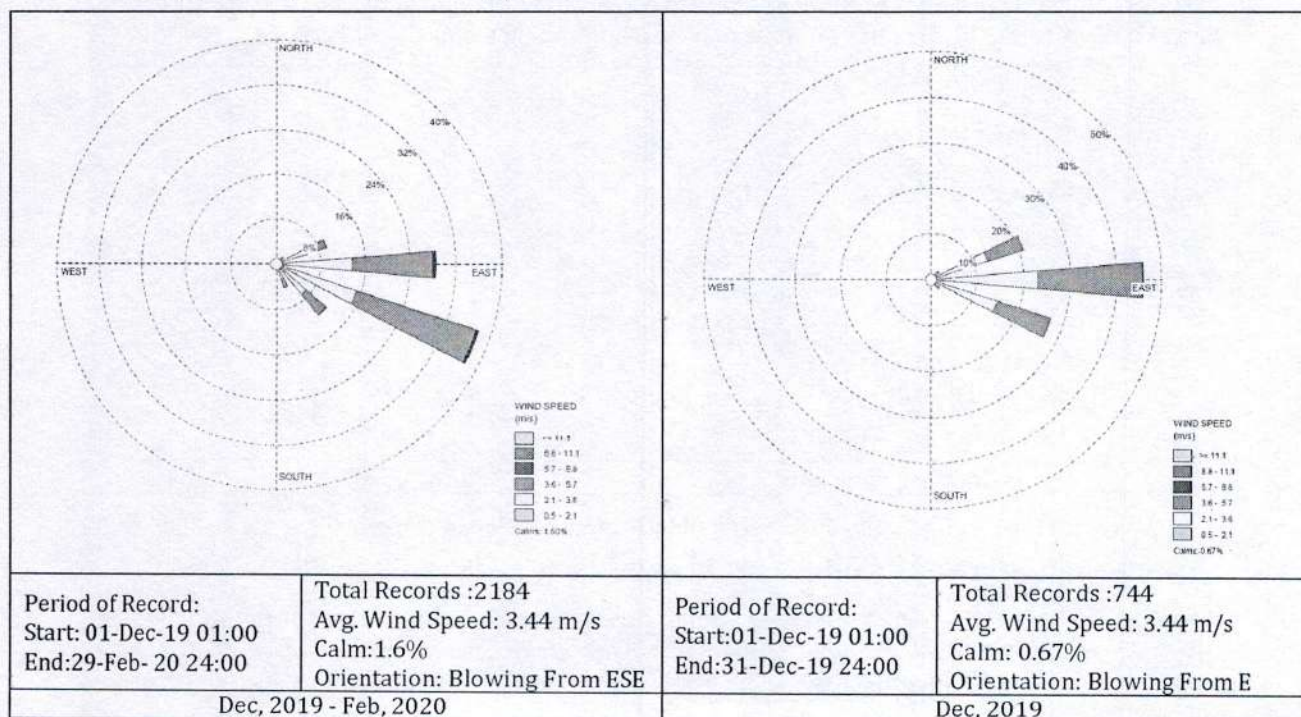 NORTH
40%
32%
24%
16%
8%
WEST
EAST
SOUTH
WIND SPEED
(m/s)
>= 11.1
8.8 - 11.1
5.7 - 8.8
3.6 - 5.7
2.1 - 3.6
0.5 - 2.1
Calms: 1.60%
NORTH
50%
40%
30%
20%
10%
WEST
EAST
SOUTH
WIND SPEED
(m/s)
>= 11.1
8.8 - 11.1
5.7 - 8.8
3.6 - 5.7
2.1 - 3.6
0.5 - 2.1
Calms: 0.67%
Period of Record:
Start: 01-Dec-19 01:00
End:29-Feb- 20 24:00
Total Records :2184
Avg. Wind Speed: 3.44 m/s
Calm:1.6%
Orientation: Blowing From ESE
Period of Record:
Start:01-Dec-19 01:00
End:31-Dec-19 24:00
Total Records :744
Avg. Wind Speed: 3.44 m/s
Calm: 0.67%
Orientation: Blowing From E
Dec, 2019 - Feb, 2020
Dec, 2019